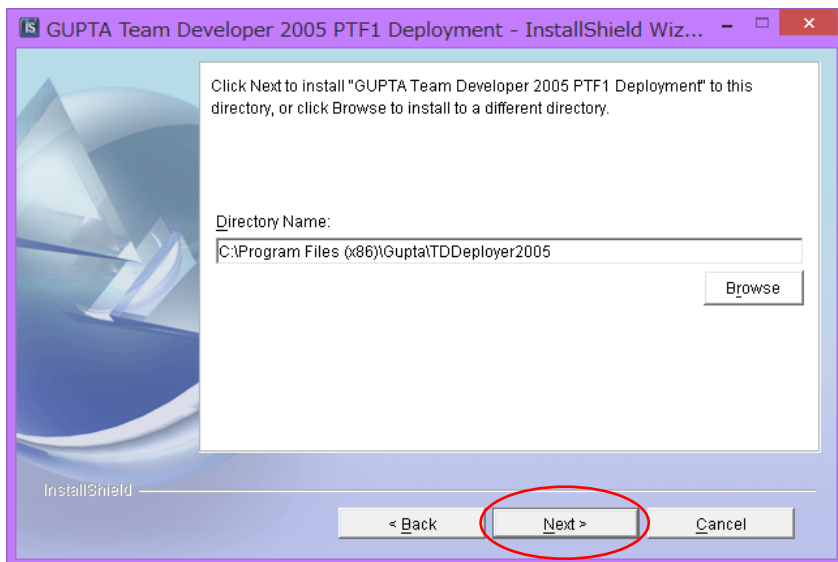 IS GUPTA Team Developer 2005 PTF1 Deployment - InstallShield Wiz...
Click Next to install "GUPTA Team Developer 2005 PTF1 Deployment" to this
directory, or click Browse to install to a different directory.
Directory Name:
C:\Program Files (x86)\Gupta\TDDeployer2005
Browse
InstallShield
< Back Next > Cancel